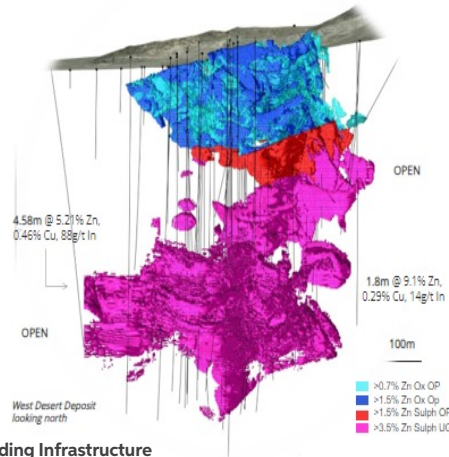 OPEN
4.58m @ 5.21% Zn,
0.46% Cu, 88g/t In
1.8m @ 9.1% Zn,
0.29% Cu, 14g/t In
OPEN
100m
>0.7% Zn Ox OP
>1.5% Zn Ox Op
>1.5% Zn Sulph OP
>3.5% Zn Sulph UG
West Desert Deposit
looking north
ding Infrastructure